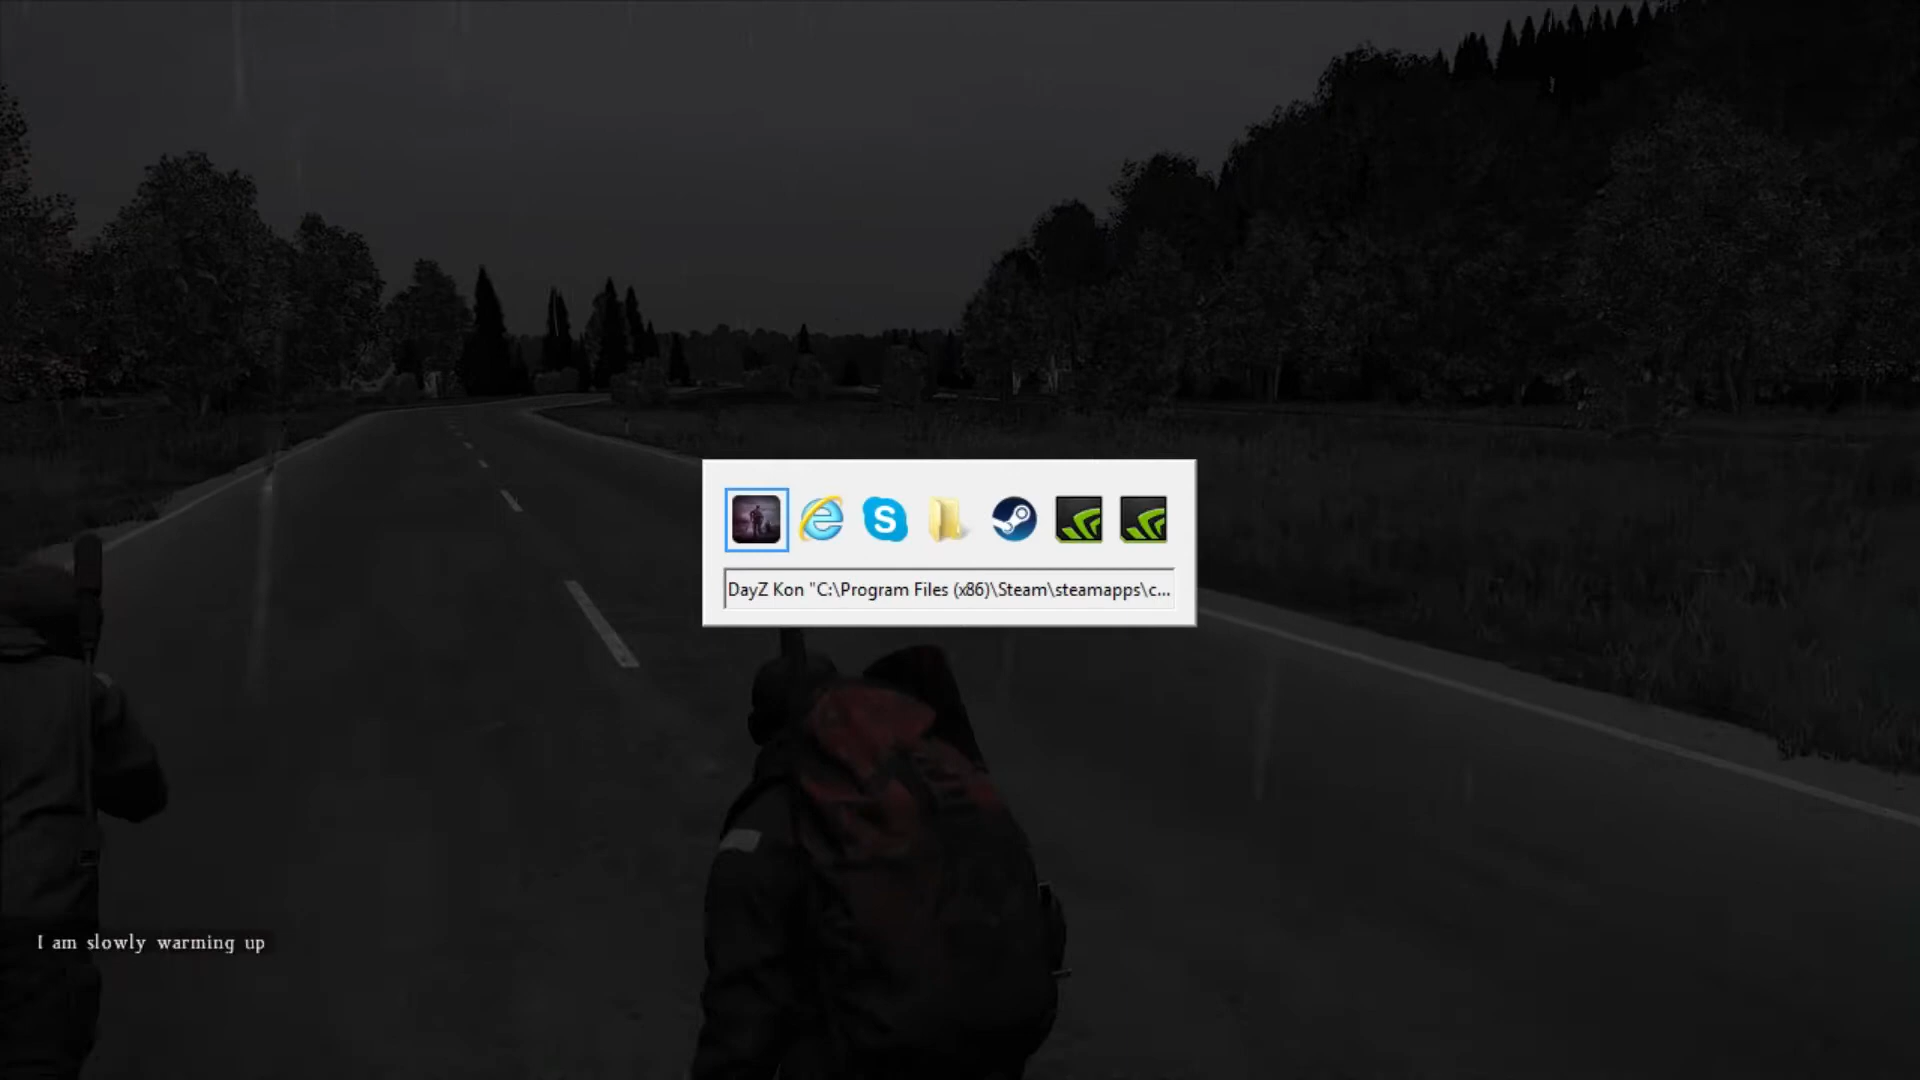 DayZ Kon "C:\Program Files (x86)\Steam\steamapps\c...
I am slowly warming up